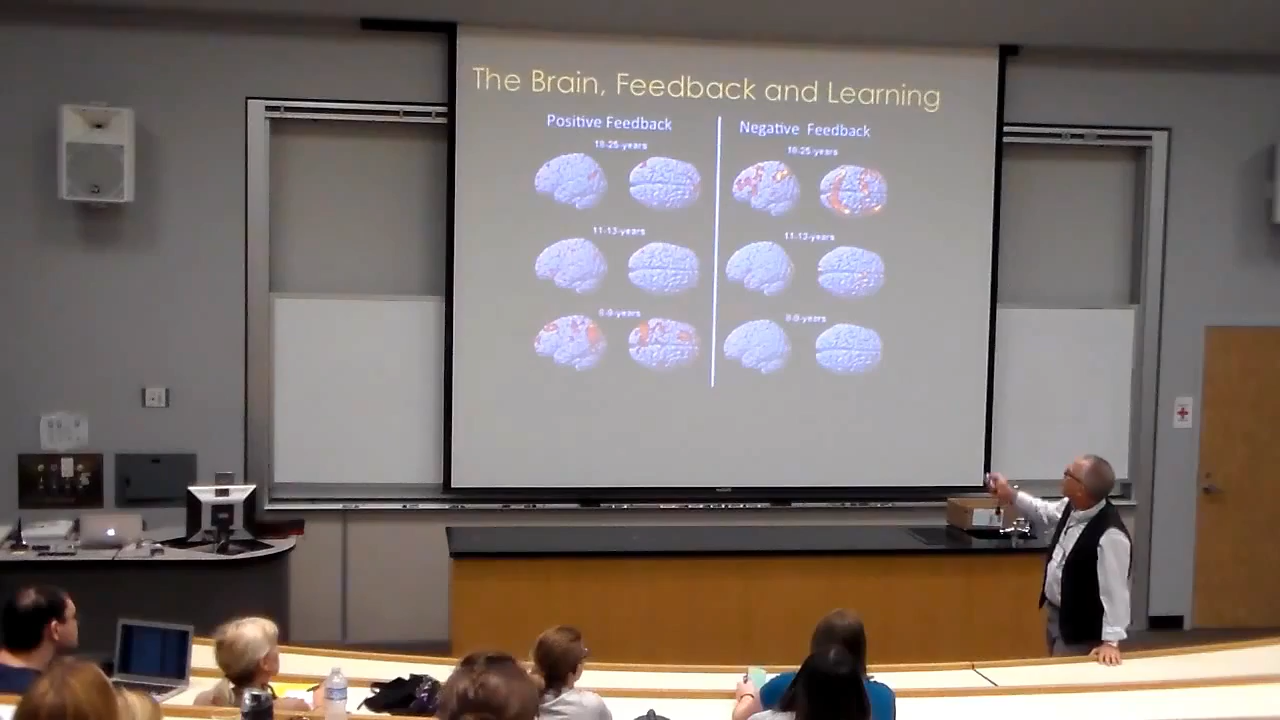 The Brain, Feedback and Learning
Positive Feedback
Negative Feedback
18-25-years
18-25-years
11-13-years
11-13-years
8-9-years
8-9-years